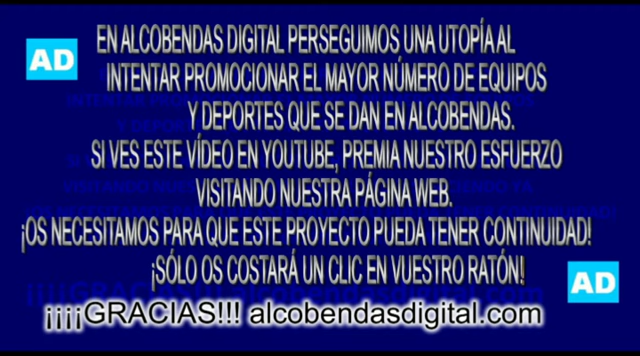 AD
EN ALCOBENDAS DIGITAL PERSEGUIMOS UNA UTOPÍA AL
INTENTAR PROMOCIONAR EL MAYOR NÚMERO DE EQUIPOS
Y DEPORTES QUE SE DAN EN ALCOBENDAS.
SI VES ESTE VÍDEO EN YOUTUBE, PREMIA NUESTRO ESFUERZO
VISITANDO NUESTRA PÁGINA WEB.
¡OS NECESITAMOS PARA QUE ESTE PROYECTO PUEDA TENER CONTINUIDAD!
¡SÓLO OS COSTARÁ UN CLIC EN VUESTRO RATÓN!
AD
¡¡¡¡GRACIAS!!! alcobendasdigital.com